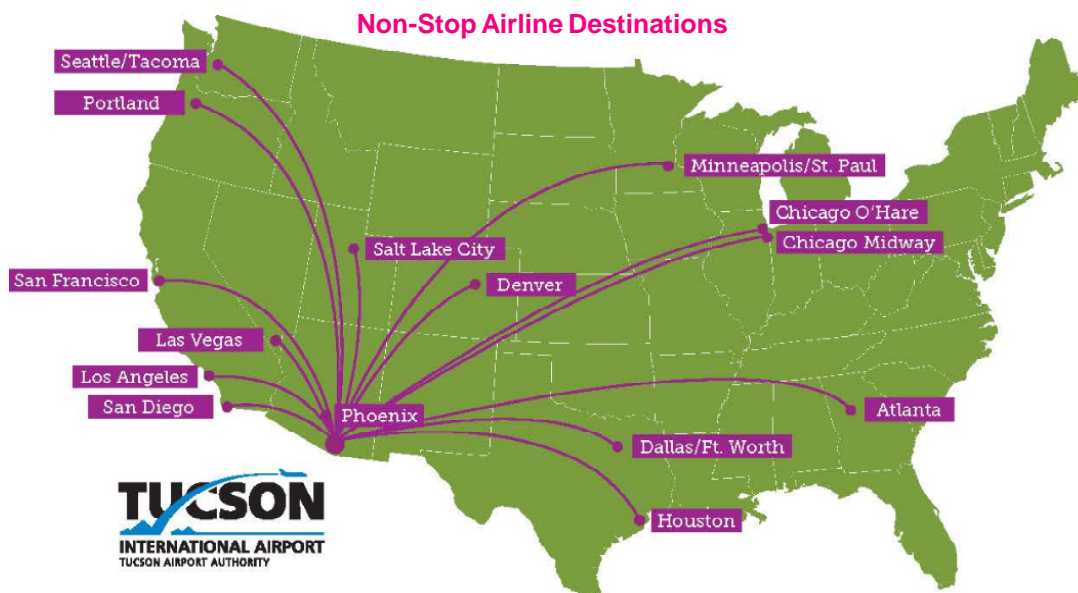 Non-Stop Airline Destinations
Seattle/Tacoma
Portland
Minneapolis/St. Paul
Chicago O’Hare
Chicago Midway
Salt Lake City
San Francisco
Denver
Las Vegas
Los Angeles
San Diego
Phoenix
Atlanta
Dallas/Ft. Worth
Houston
TUCSON
INTERNATIONAL AIRPORT
TUCSON AIRPORT AUTHORITY